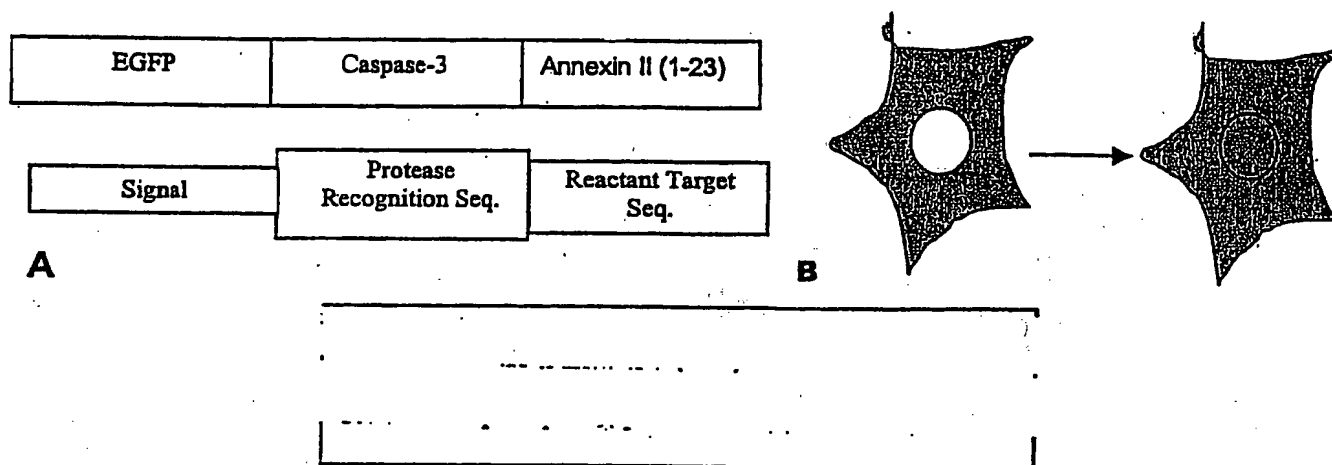 EGFP Caspase-3 Annexin II (1-23)
Signal Protease Recognition Seq. Reactant Target Seq.
A
B